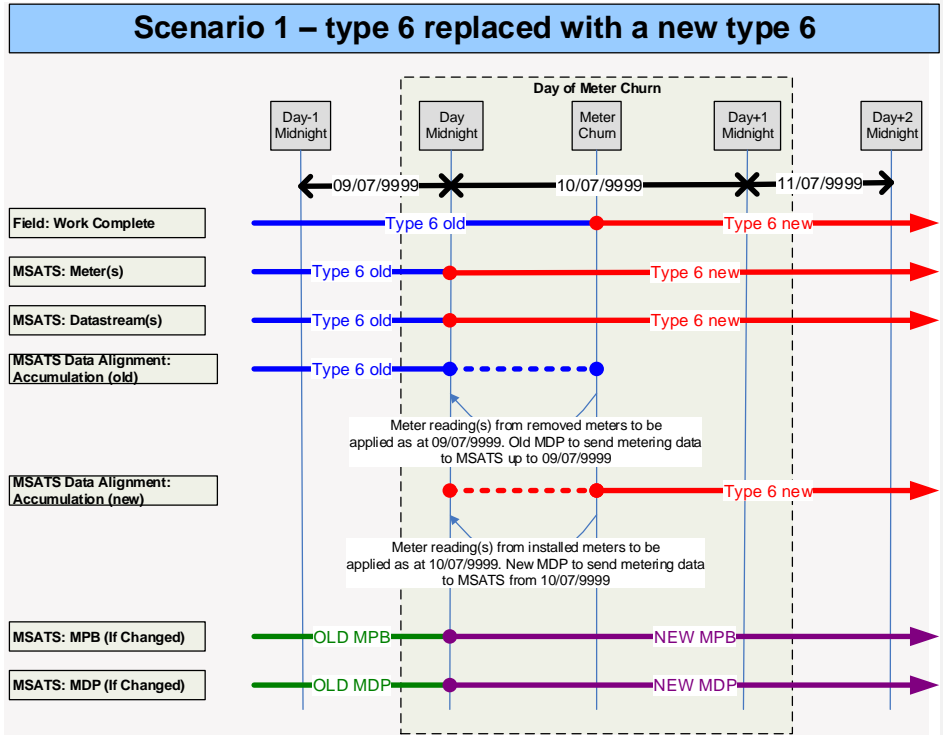 Scenario 1 – type 6 replaced with a new type 6
Day of Meter Churn
Day-1
Midnight
Day
Midnight
Meter
Churn
Day+1
Midnight
Day+2
Midnight
09/07/9999
10/07/9999
11/07/9999
Field: Work Complete
Type 6 old
Type 6 new
MSATS: Meter(s)
Type 6 old
Type 6 new
MSATS: Datastream(s)
Type 6 old
Type 6 new
MSATS Data Alignment:
Accumulation (old)
Type 6 old
Meter reading(s) from removed meters to be
applied as at 09/07/9999. Old MDP to send metering data
to MSATS up to 09/07/9999
MSATS Data Alignment:
Accumulation (new)
Type 6 new
Meter reading(s) from installed meters to be
applied as at 10/07/9999. New MDP to send metering data
to MSATS from 10/07/9999
MSATS: MPB (If Changed)
OLD MPB
NEW MPB
MSATS: MDP (If Changed)
OLD MDP
NEW MDP